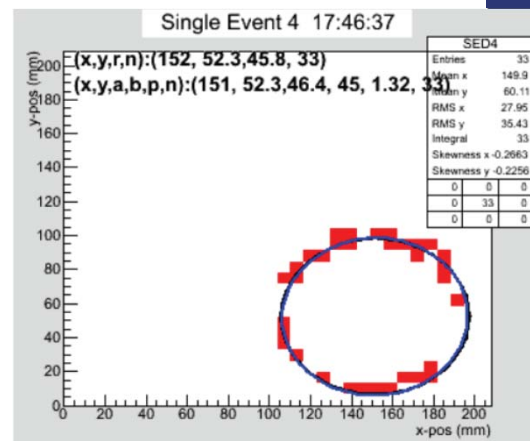 Single Event 4 17:46:37
(x,y,r,n):(152, 52.3,45.8, 33)
(x,y,a,b,p,n):(151, 52.3,46.4, 45, 1.32, 33)
SED4
Entries 33
Mean x 149.9
Mean y 60.11
RMS x 27.95
RMS y 35.43
Integral 33
Skewness x -0.2663
Skewness y -0.2256
0 0 0
0 33 0
0 0 0
y-pos (mm)
200
180
160
140
120
100
80
60
40
20
0
0 20 40 60 80 100 120 140 160 180 200
x-pos (mm)